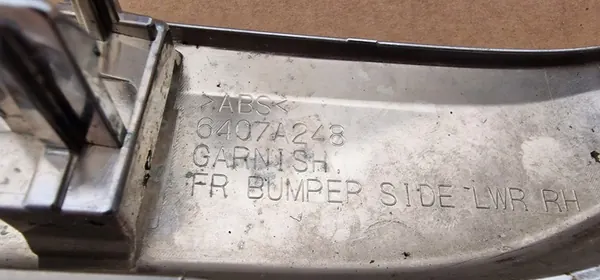 >ABS<
6407A248
GARNISH
FR BUMPER SIDE LWR RH